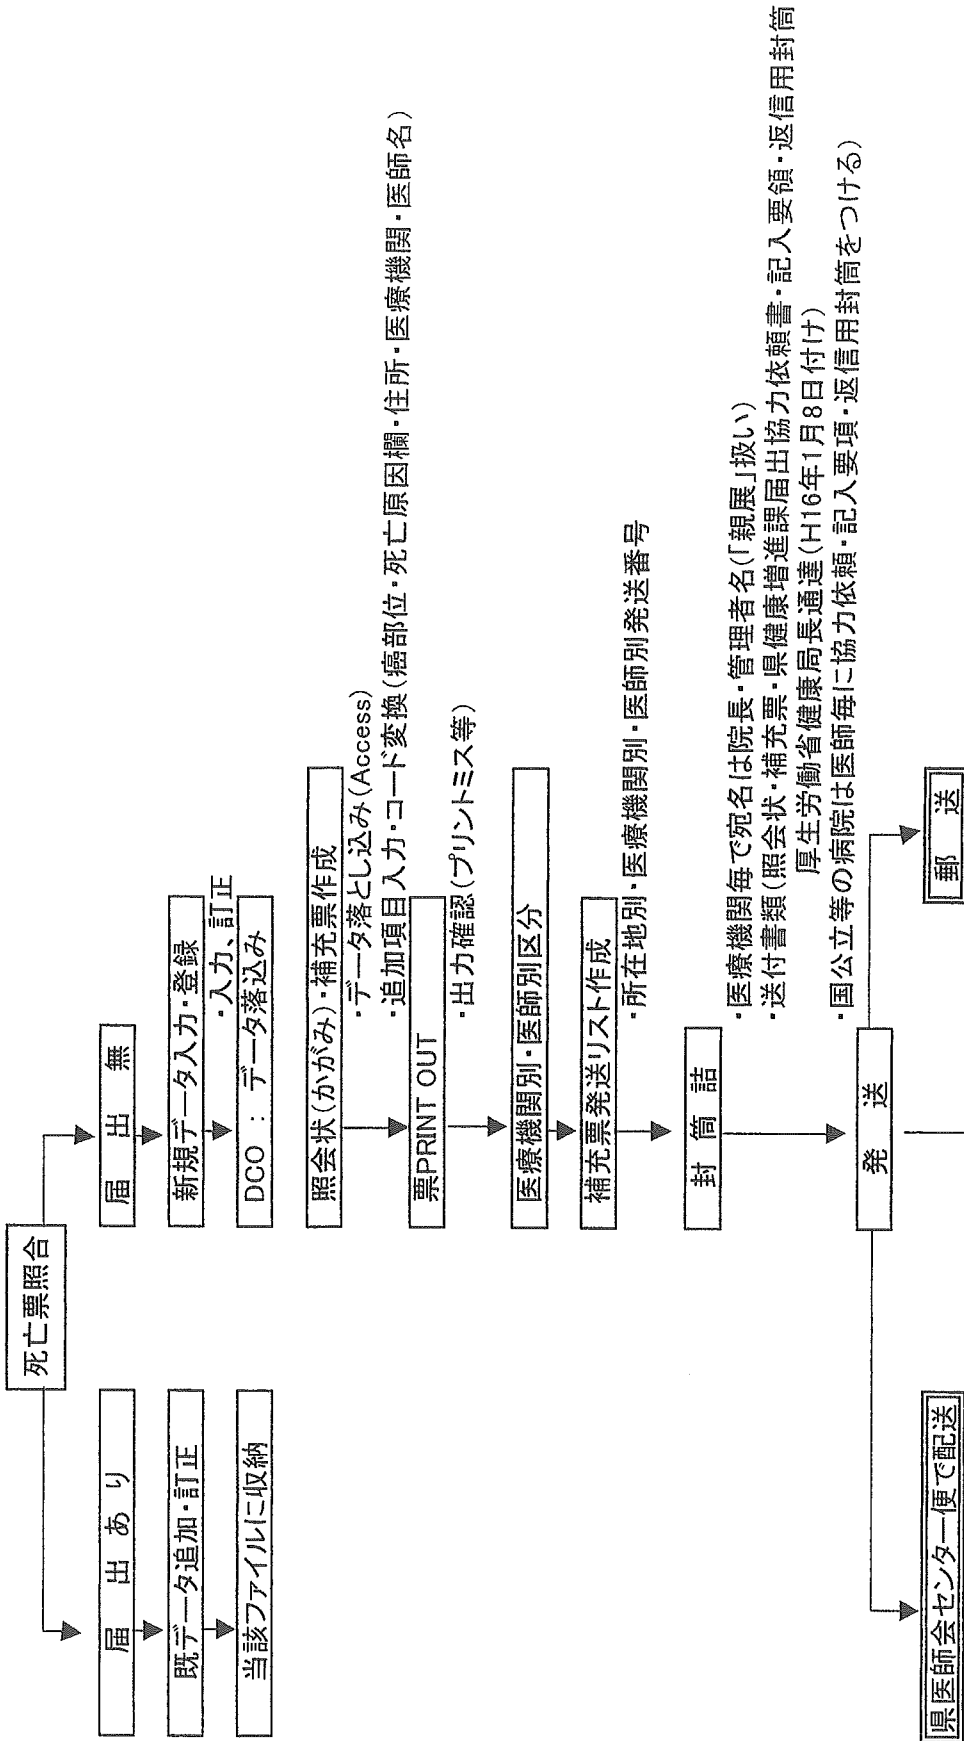 死亡票照合
届出あり
既データ追加・訂正
当該ファイルに収納
届出無
新規データ入力・登録
・入力、訂正
DCO : データ落込み
照会状(かがみ)・補充票作成
・データ落とし込み(Access)
・追加項目入力・コード変換(癌部位・死亡原因欄・住所・医療機関・医師名)
票PRINT OUT
・出力確認(プリントミス等)
医療機関別・医師別区分
補充票発送リスト作成
・所在地別・医療機関別・医師別発送番号
封筒詰
・医療機関毎で宛名は院長・管理者名(「親展」扱い)
・送付書類(照会状・補充票・県健康増進課届出協力依頼書・記入要領・返信用封筒
厚生労働省健康局長通達(H16年1月8日付け)
・国公立等の病院は医師毎に協力依頼・記入要項・返信用封筒をつける)
発送
県医師会センター便で配送
郵送